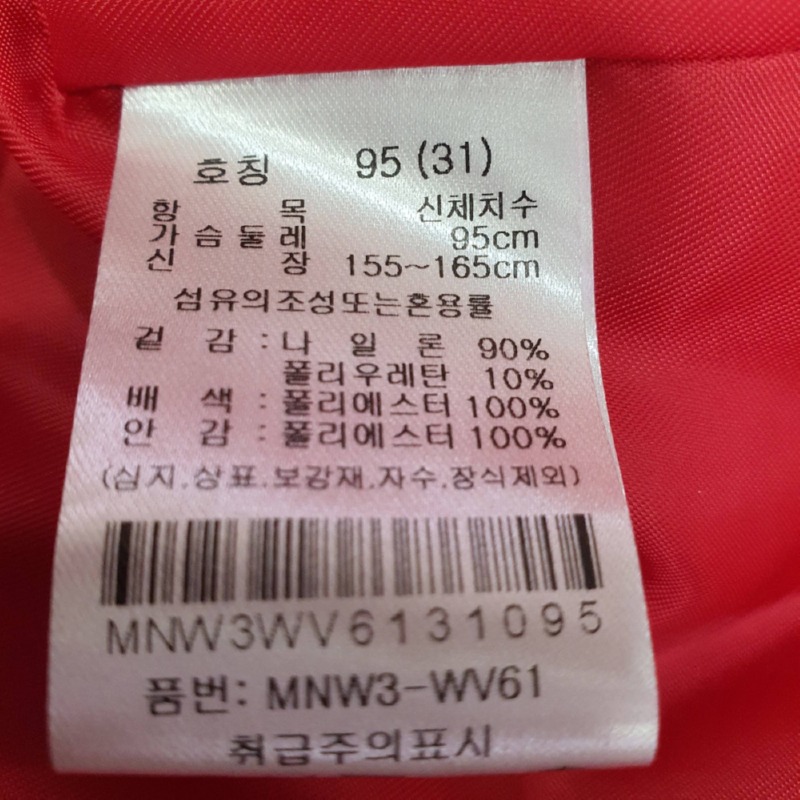 호칭 95 (31)
항 목 신체치수
가 슴 둘 레 95cm
신 장 155~165cm
섬유의조성또는혼용률
겉 감 : 나 일 론 90%
폴리우레탄 10%
배 색 : 폴리에스터 100%
안 감 : 폴리에스터 100%
(심지.상표.보강재.자수.장식제외)
MNW3WV6131095
품번: MNW3-WV61
취급주의표시